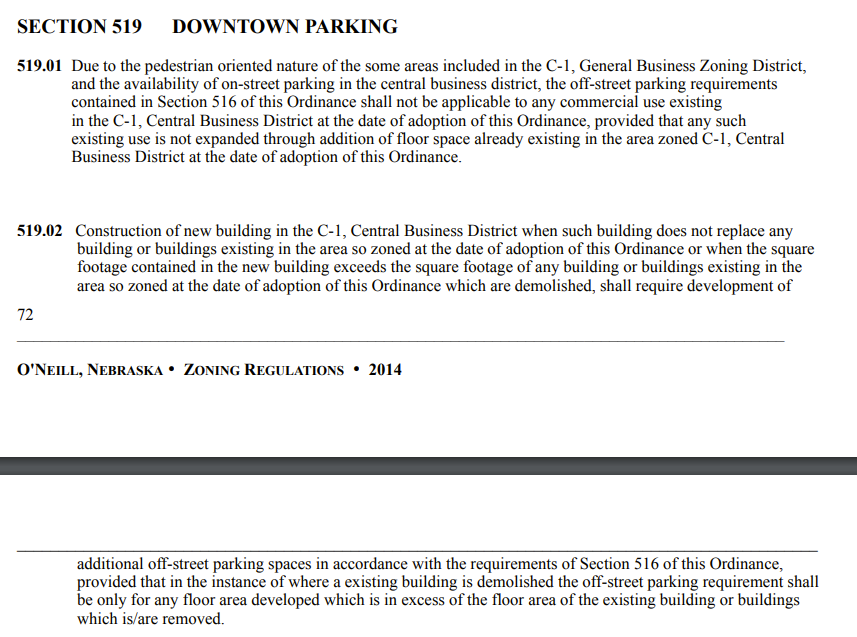 SECTION 519 DOWNTOWN PARKING
519.01 Due to the pedestrian oriented nature of the some areas included in the C-1, General Business Zoning District,
and the availability of on-street parking in the central business district, the off-street parking requirements
contained in Section 516 of this Ordinance shall not be applicable to any commercial use existing
in the C-1, Central Business District at the date of adoption of this Ordinance, provided that any such
existing use is not expanded through addition of floor space already existing in the area zoned C-1, Central
Business District at the date of adoption of this Ordinance.
519.02 Construction of new building in the C-1, Central Business District when such building does not replace any
building or buildings existing in the area so zoned at the date of adoption of this Ordinance or when the square
footage contained in the new building exceeds the square footage of any building or buildings existing in the
area so zoned at the date of adoption of this Ordinance which are demolished, shall require development of
72
O'NEILL, NEBRASKA • ZONING REGULATIONS • 2014
additional off-street parking spaces in accordance with the requirements of Section 516 of this Ordinance,
provided that in the instance of where a existing building is demolished the off-street parking requirement shall
be only for any floor area developed which is in excess of the floor area of the existing building or buildings
which is/are removed.